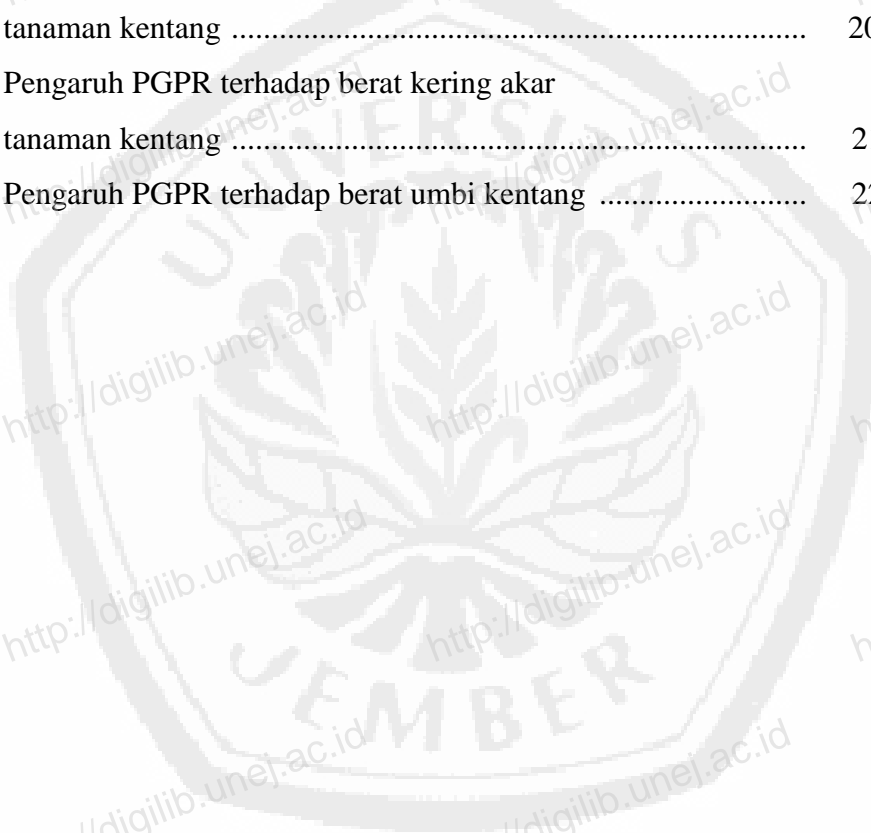 tanaman kentang ........................................................................ 20
Pengaruh PGPR terhadap berat kering akar
tanaman kentang ........................................................................ 2
Pengaruh PGPR terhadap berat umbi kentang .......................... 22
UNIVERSITAS
http://digilib.unej.ac.id
http://digilib.unej.ac.id
http://digilib.unej.ac.id
http://digilib.unej.ac.id
http://digilib.unej.ac.id
http://digilib.unej.ac.id
JEMBER
http://digilib.unej.ac.id
http://digilib.unej.ac.id